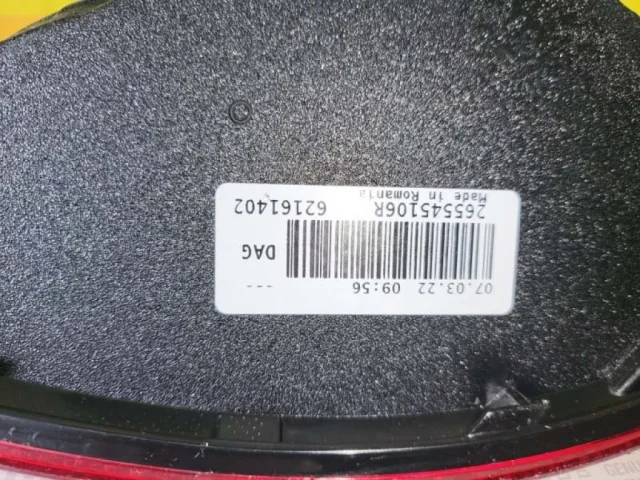 07.03.22 09:56 ---
DAG
265545106R 62161402
Made in Romania